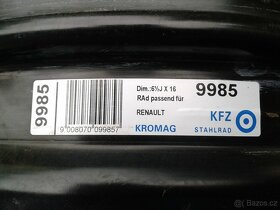 9985
9 008070 099857
Dim.:6½J X 16
9985
RAd passend für
RENAULT
KFZ
KROMAG
STAHLRAD
© Bazos.cz